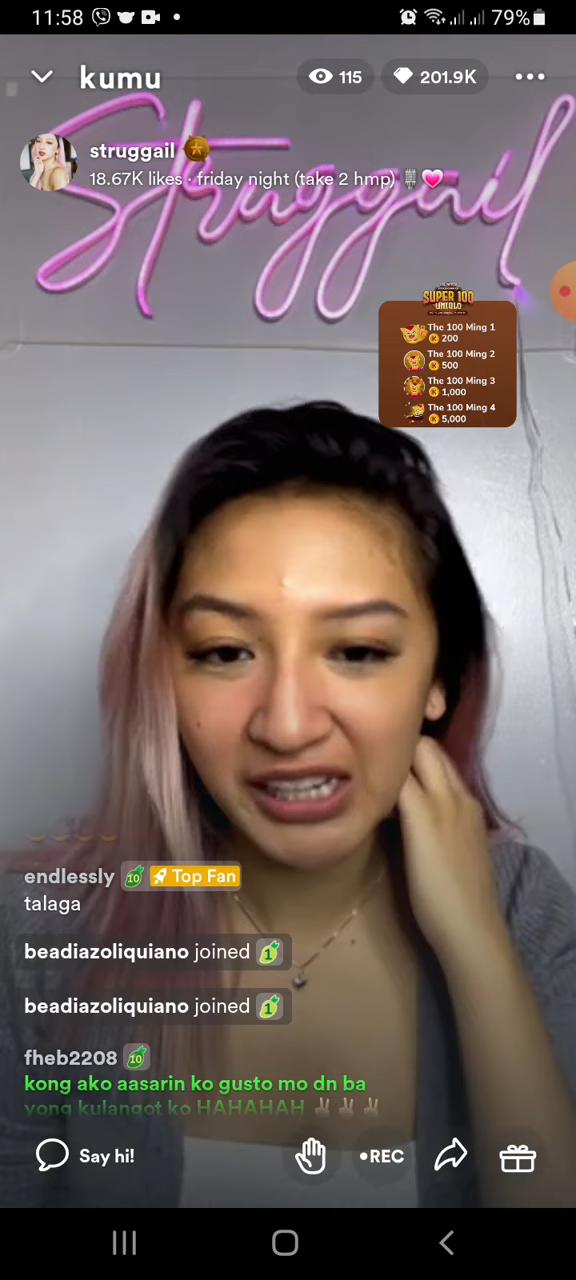 11:58
79%
kumu
115
201.9K
Struggail
struggail
18.67K likes · friday night (take 2 hmp) 🎙️💗
SUPER 100
UNTOLD
The 100 Ming 1
200
The 100 Ming 2
500
The 100 Ming 3
1,000
The 100 Ming 4
5,000
endlessly 10 Top Fan
talaga
beadiazoliquiano joined 1
beadiazoliquiano joined 1
fheb2208 10
kong ako aasarin ko gusto mo dn ba
yong kulangot ko HAHAHAH ✌🏽✌🏽✌🏽
Say hi!
•REC